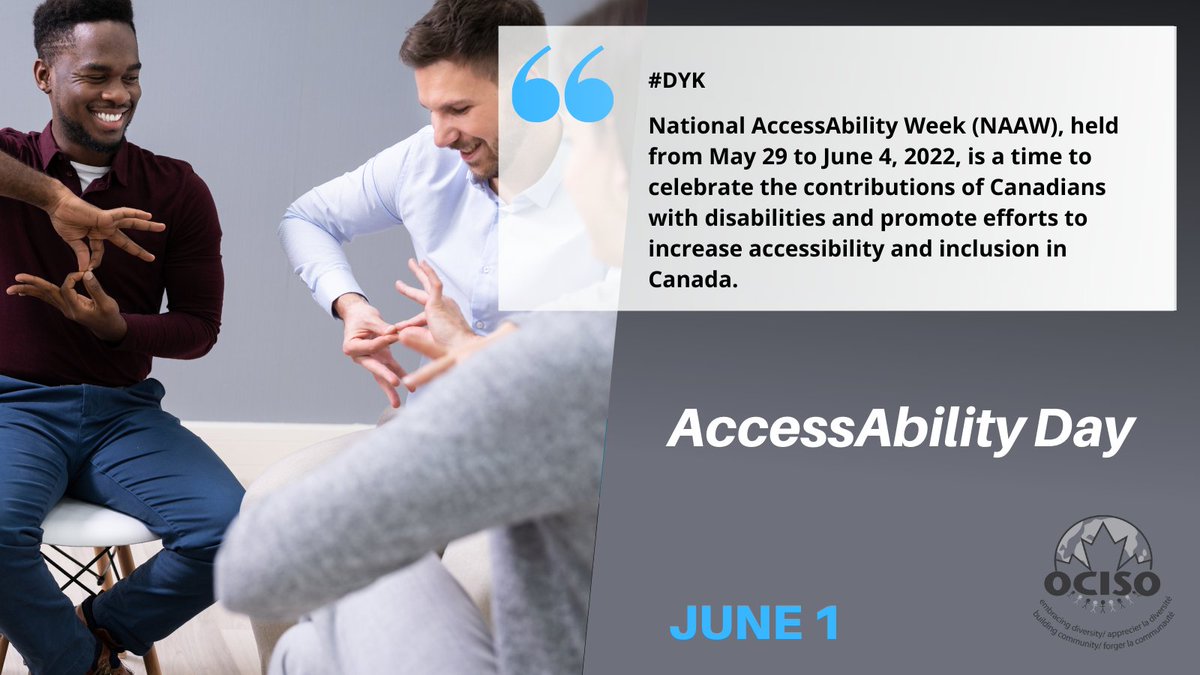 #DYK
National AccessAbility Week (NAAW), held
from May 29 to June 4, 2022, is a time to
celebrate the contributions of Canadians
with disabilities and promote efforts to
increase accessibility and inclusion in
Canada.
AccessAbility Day
JUNE 1
OCISO
embracing diversity/ apprecier la diversité
building community/ forger la communauté